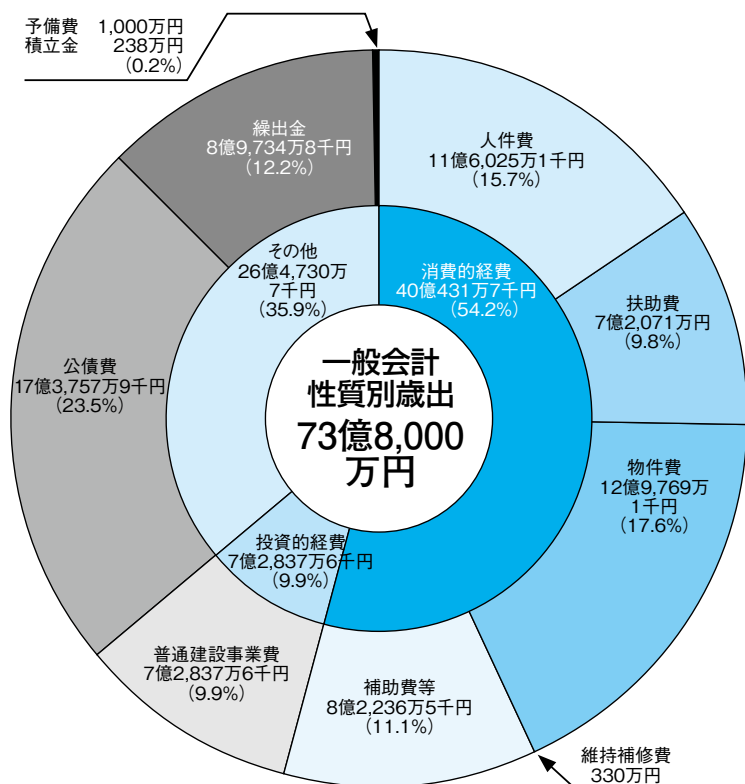 予備費 1,000万円
積立金 238万円
(0.2%)
繰出金
8億9,734万8千円
(12.2%)
人件費
11億6,025万1千円
(15.7%)
その他
26億4,730万
7千円
(35.9%)
消費的経費
40億431万7千円
(54.2%)
扶助費
7億2,071万円
(9.8%)
公債費
17億3,757万9千円
(23.5%)
一般会計
性質別歳出
73億8,000
万円
物件費
12億9,769万
1千円
(17.6%)
投資的経費
7億2,837万6千円
(9.9%)
普通建設事業費
7億2,837万6千円
(9.9%)
補助費等
8億2,236万5千円
(11.1%)
維持補修費
330万円